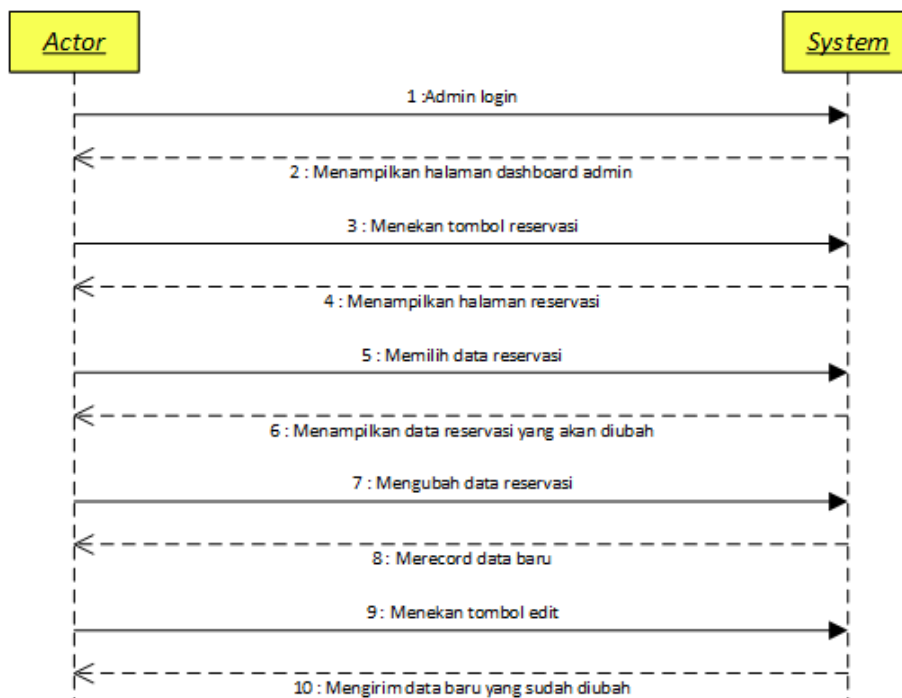 Actor
System
1 :Admin login
2 : Menampilkan halaman dashboard admin
3 : Menekan tombol reservasi
4 : Menampilkan halaman reservasi
5 : Memilih data reservasi
6 : Menampilkan data reservasi yang akan diubah
7 : Mengubah data reservasi
8 : Merecord data baru
9 : Menekan tombol edit
10 : Mengirim data baru yang sudah diubah